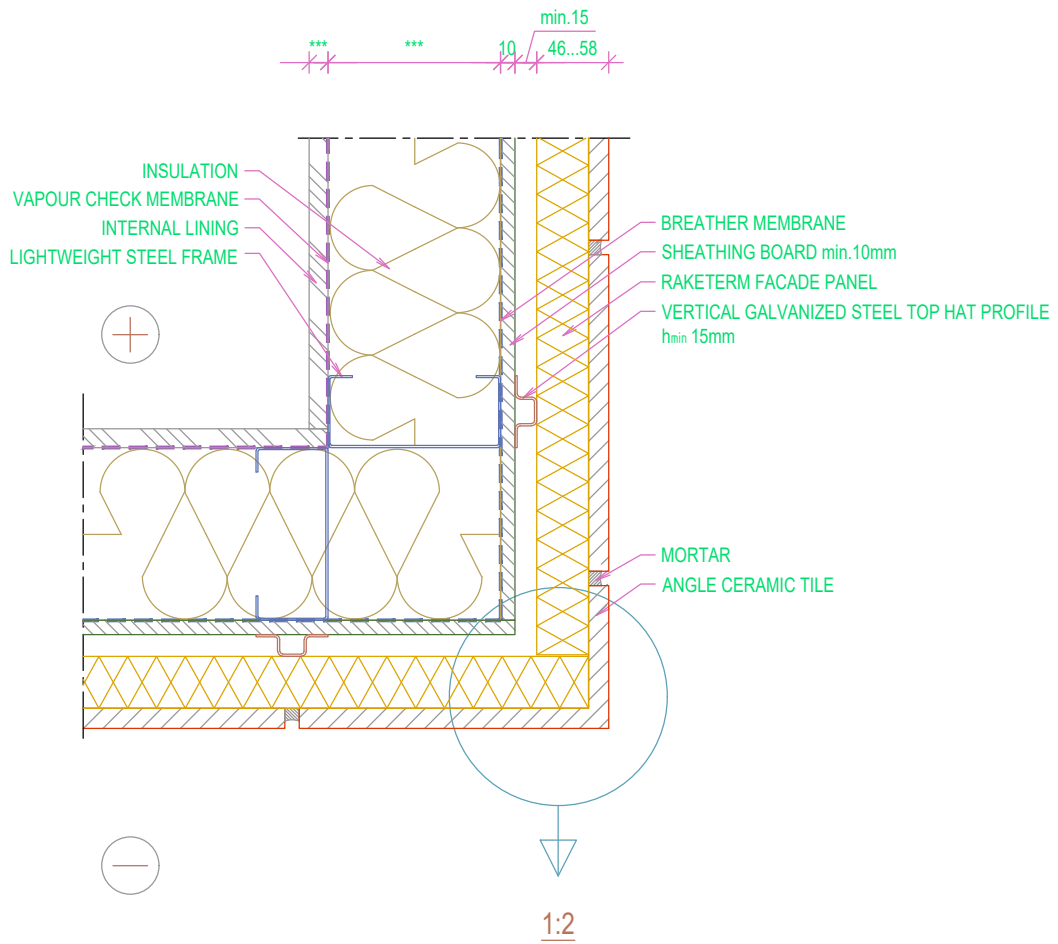 min.15
*** *** 10 46...58
INSULATION
VAPOUR CHECK MEMBRANE
INTERNAL LINING
LIGHTWEIGHT STEEL FRAME
BREATHER MEMBRANE
SHEATHING BOARD min.10mm
RAKETERM FACADE PANEL
VERTICAL GALVANIZED STEEL TOP HAT PROFILE
hmin 15mm
MORTAR
ANGLE CERAMIC TILE
1:2